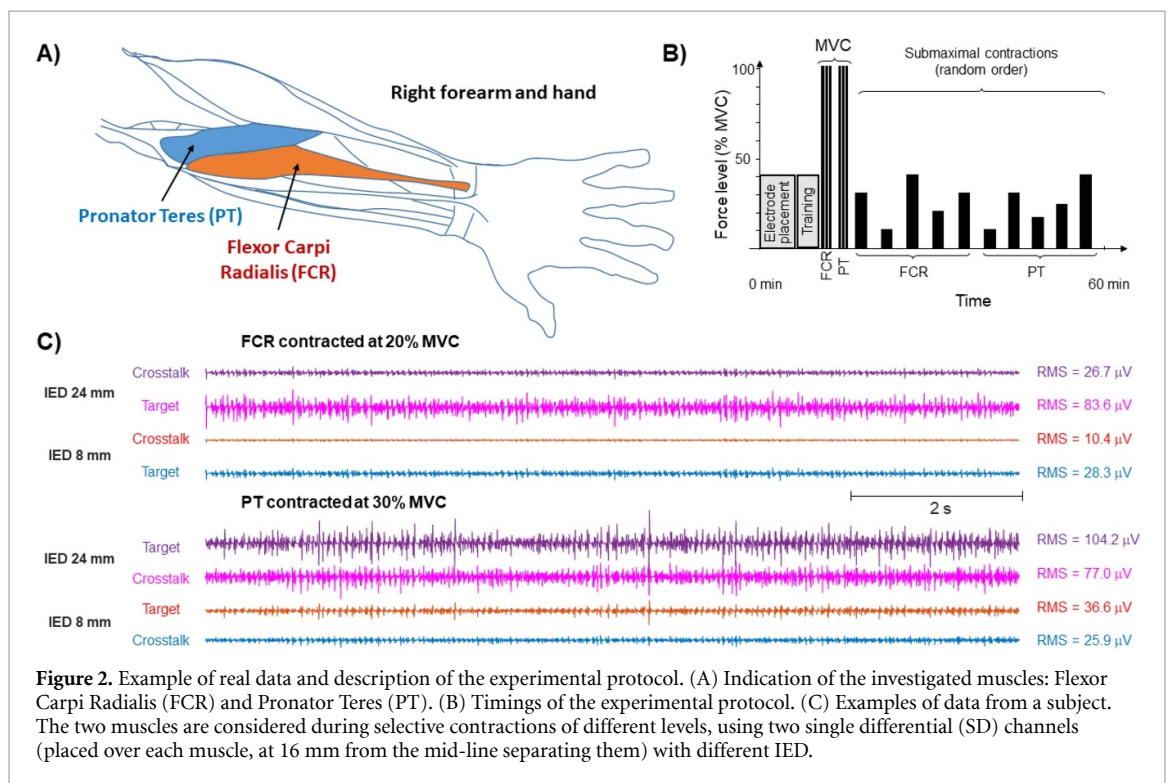 A)
Right forearm and hand
Pronator Teres (PT)
Flexor Carpi
Radialis (FCR)
B)
MVC
Submaximal contractions
(random order)
Force level (% MVC)
100
50
Electrode
placement
Training
FCR
PT
FCR
PT
0 min
Time
60 min
C)
FCR contracted at 20% MVC
IED 24 mm
Crosstalk
RMS = 26.7 µV
Target
RMS = 83.6 µV
IED 8 mm
Crosstalk
RMS = 10.4 µV
Target
RMS = 28.3 µV
PT contracted at 30% MVC
2 s
IED 24 mm
Target
RMS = 104.2 µV
Crosstalk
RMS = 77.0 µV
IED 8 mm
Target
RMS = 36.6 µV
Crosstalk
RMS = 25.9 µV
Figure 2. Example of real data and description of the experimental protocol. (A) Indication of the investigated muscles: Flexor
Carpi Radialis (FCR) and Pronator Teres (PT). (B) Timings of the experimental protocol. (C) Examples of data from a subject.
The two muscles are considered during selective contractions of different levels, using two single differential (SD) channels
(placed over each muscle, at 16 mm from the mid-line separating them) with different IED.